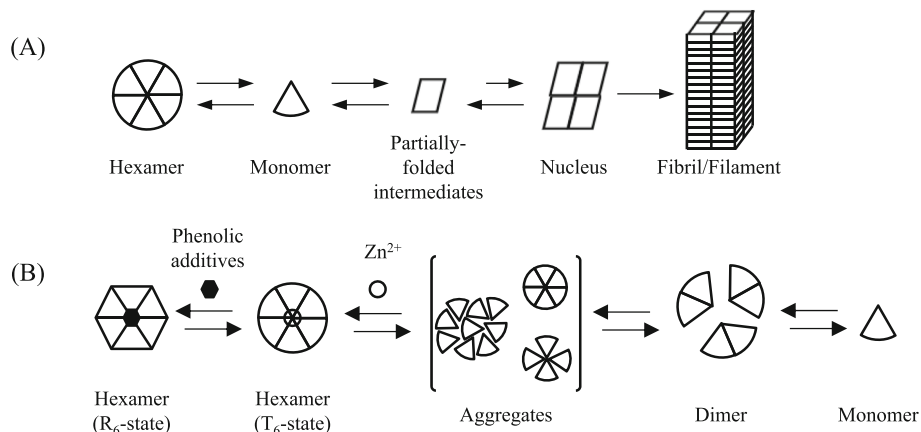 (A)
Hexamer
Monomer
Partially-
folded
intermediates
Nucleus
Fibril/Filament
(B)
Phenolic
additives
Zn²⁺
Hexamer
(R₆-state)
Hexamer
(T₆-state)
Aggregates
Dimer
Monomer